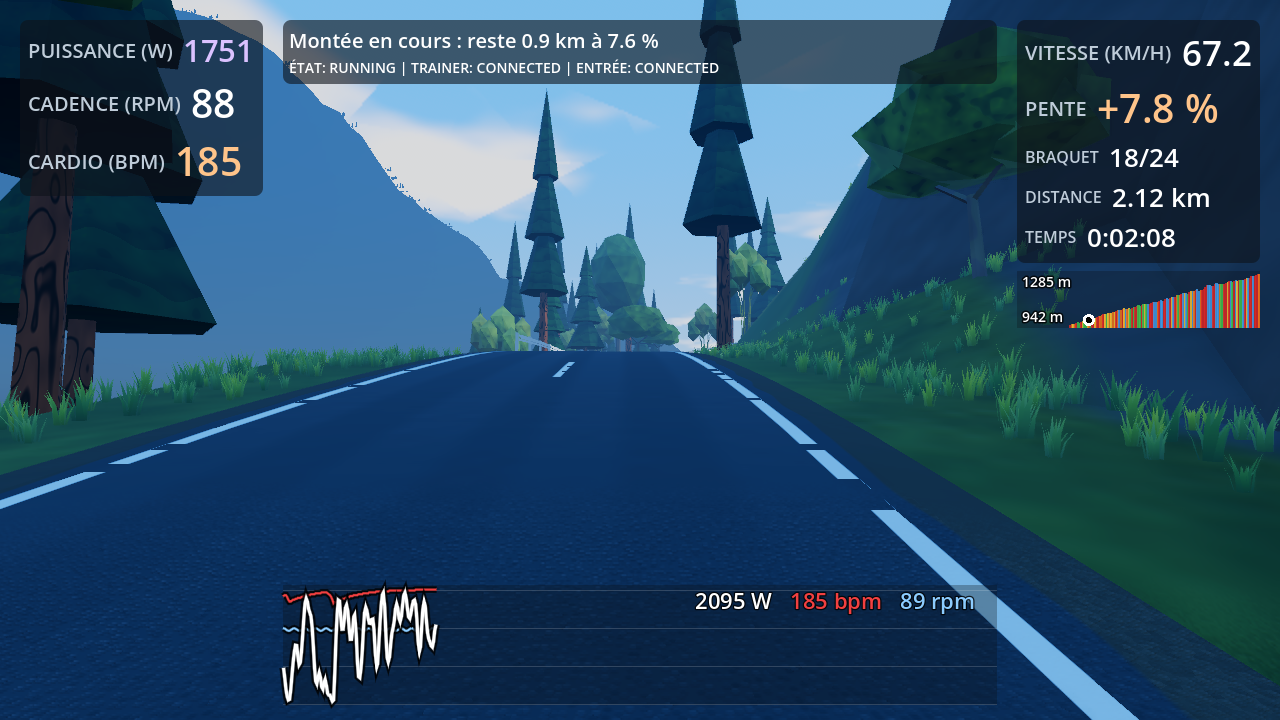 PUISSANCE (W) 1751
CADENCE (RPM) 88
CARDIO (BPM) 185
Montée en cours : reste 0.9 km à 7.6 %
ÉTAT: RUNNING | TRAINER: CONNECTED | ENTRÉE: CONNECTED
VITESSE (KM/H) 67.2
PENTE +7.8 %
BRAQUET 18/24
DISTANCE 2.12 km
TEMPS 0:02:08
1285 m
942 m
2095 W 185 bpm 89 rpm